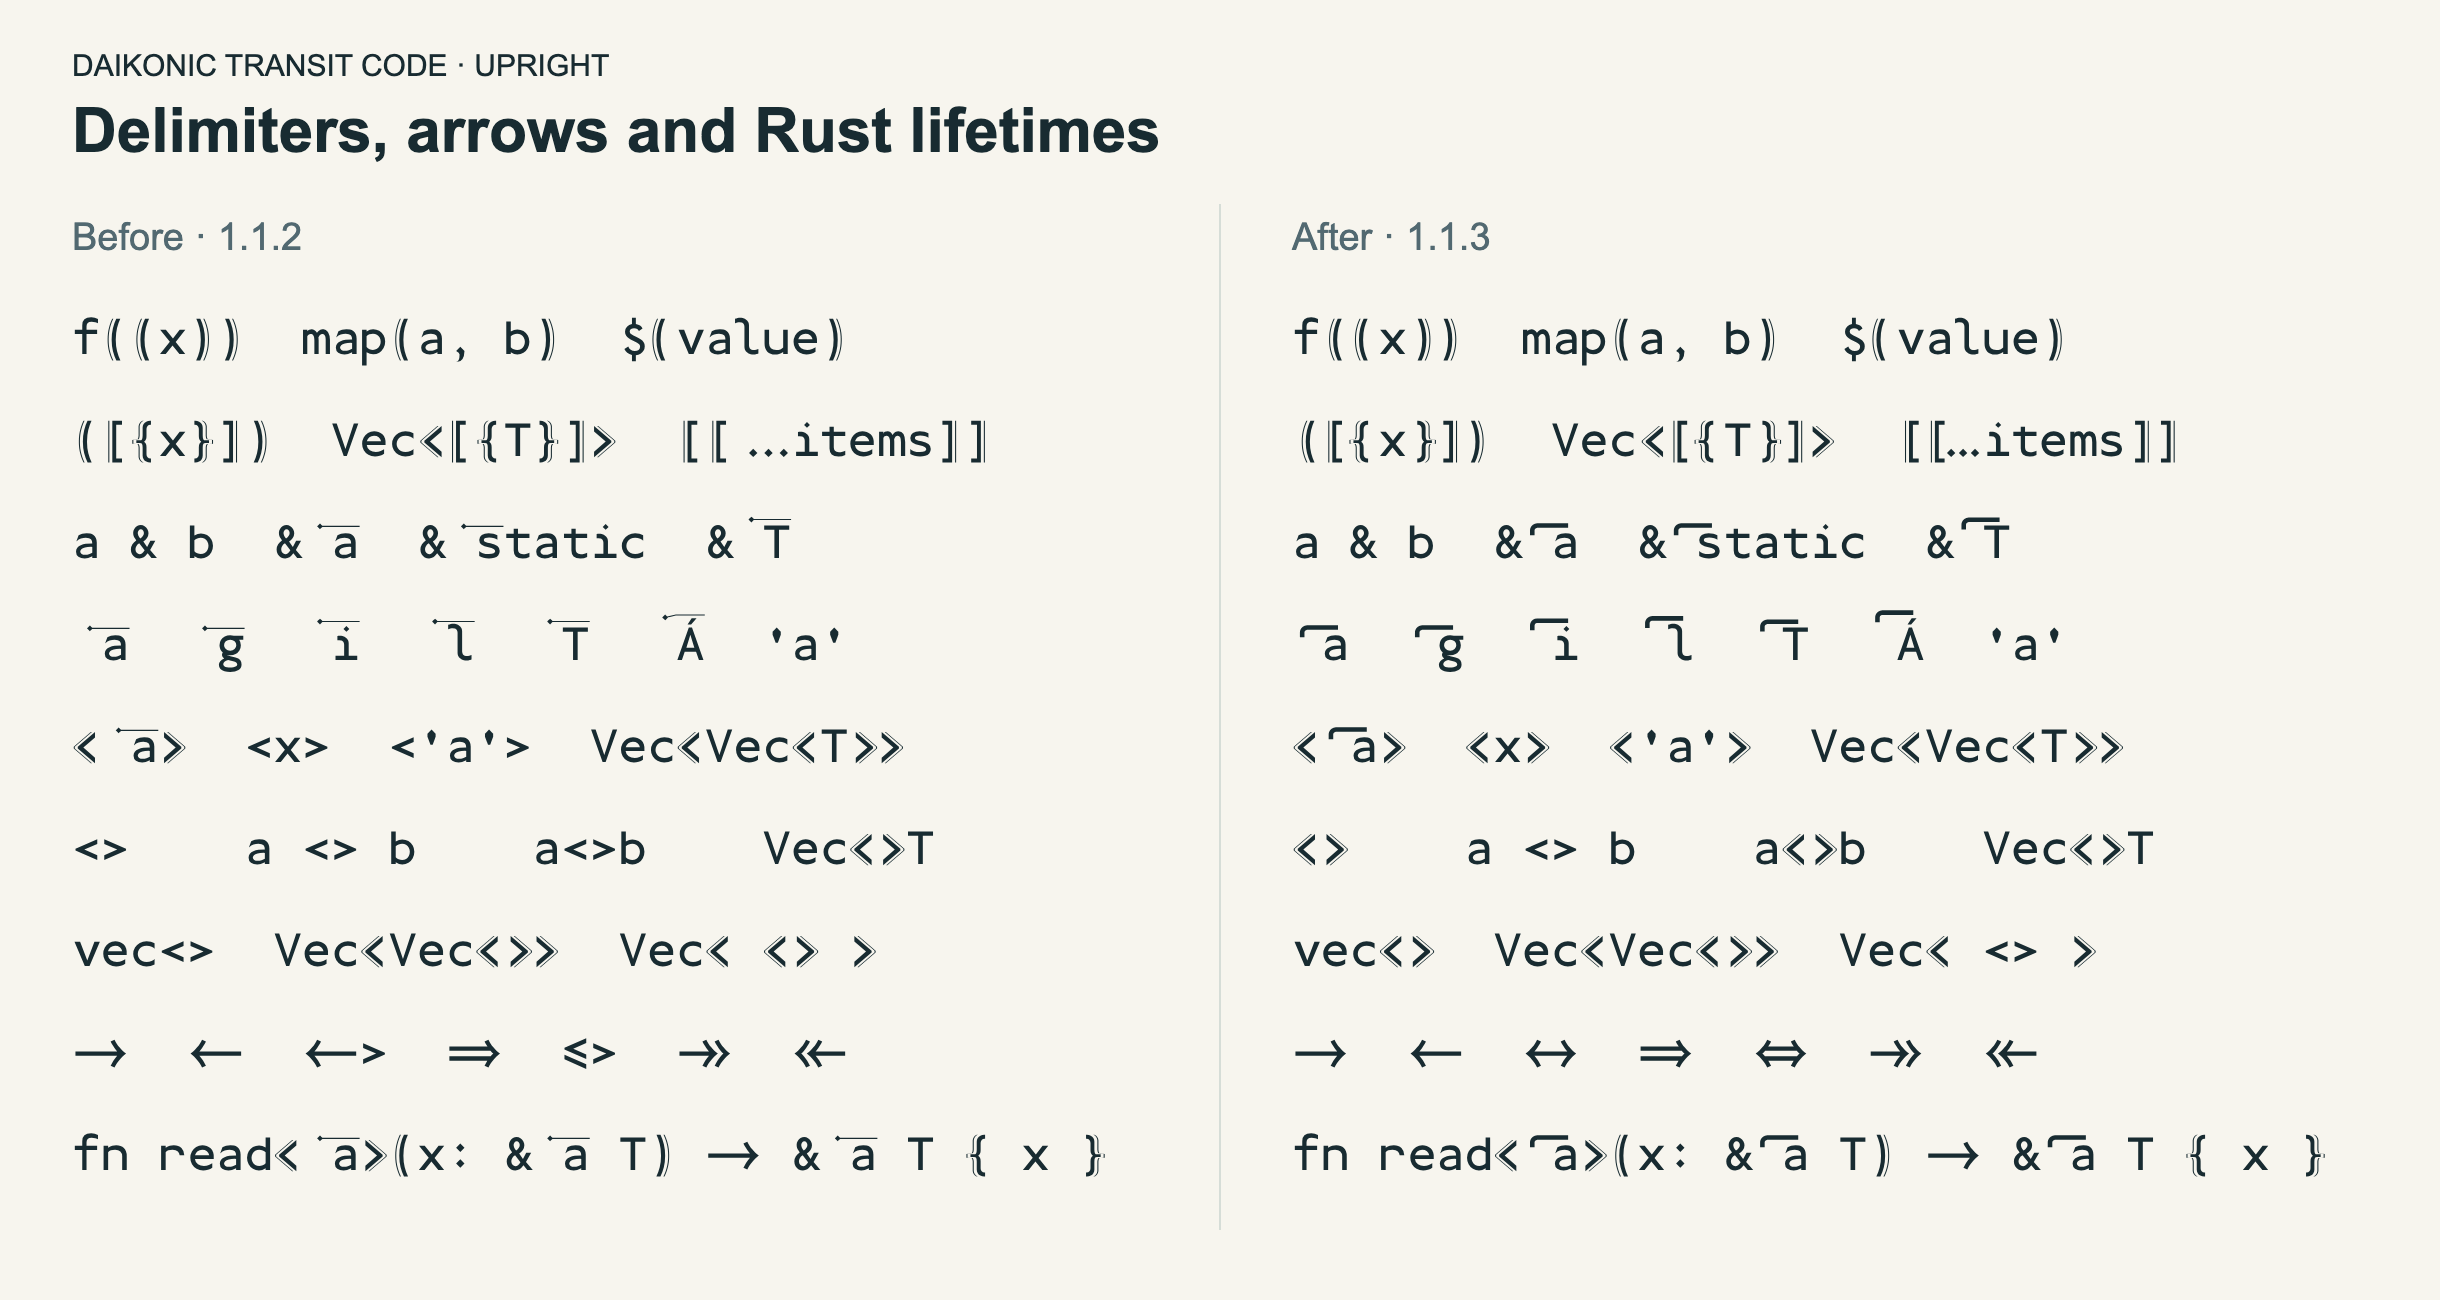 DAIKONIC TRANSIT CODE · UPRIGHT
Delimiters, arrows and Rust lifetimes
Before · 1.1.2
f((x))  map(a, b)  $(value)
([{x}])  Vec<[{T}]>  [[ ...items]]
a & b  &'a  &'static  &'T
'a  'g  'i  'l  'T  'Á  'a'
<'a>  <x>  <'a'>  Vec<Vec<T>>
<>    a <> b    a<>b    Vec<>T
vec<>  Vec<Vec<>>  Vec< <> >
→  ←  ←>  ⇒  ⩽>  ↠  ↞
fn read<'a>(x: &'a T) → &'a T { x }
After · 1.1.3
f((x))  map(a, b)  $(value)
([{x}])  Vec<[{T}]>  [[...items]]
a & b  &'a  &'static  &'T
'a  'g  'i  'l  'T  'Á  'a'
<'a>  <x>  <'a'>  Vec<Vec<T>>
<>    a <> b    a<>b    Vec<>T
vec<>  Vec<Vec<>>  Vec< <> >
→  ←  ↔  ⇒  ⇔  ↠  ↞
fn read<'a>(x: &'a T) → &'a T { x }